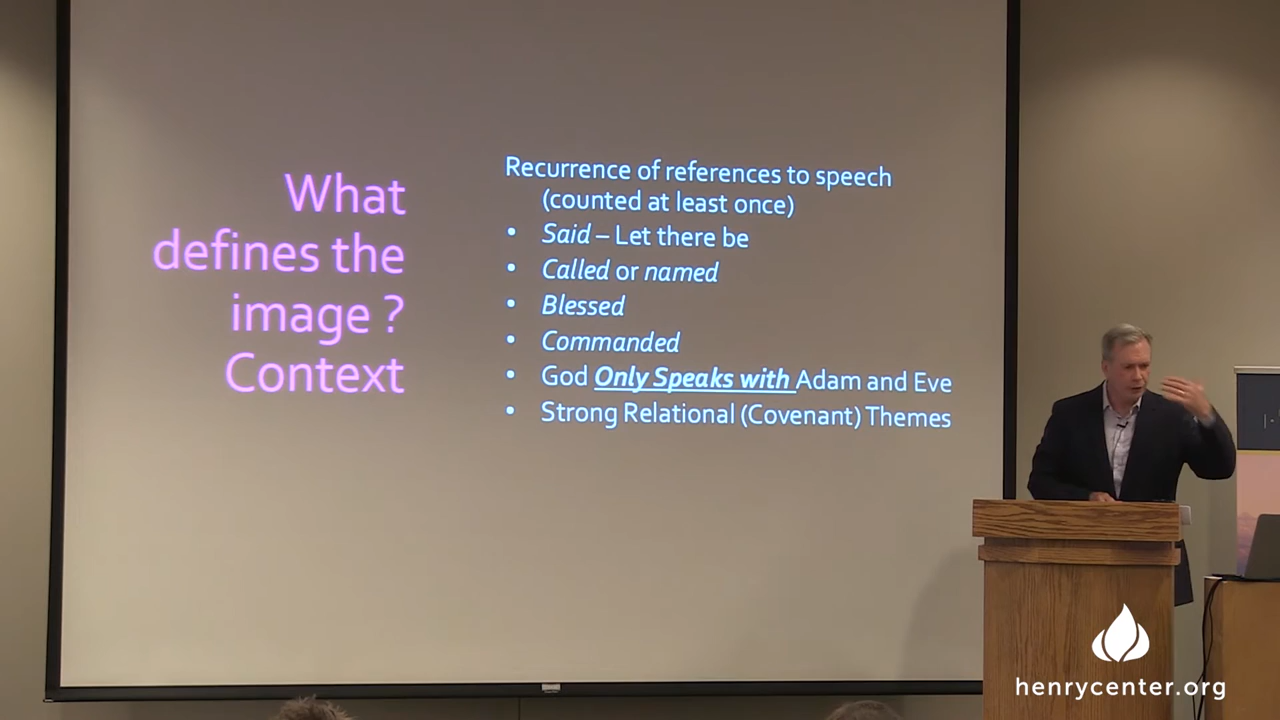 What
defines the
image ?
Context
Recurrence of references to speech
(counted at least once)
• Said – Let there be
• Called or named
• Blessed
• Commanded
• God Only Speaks with Adam and Eve
• Strong Relational (Covenant) Themes
henrycenter.org